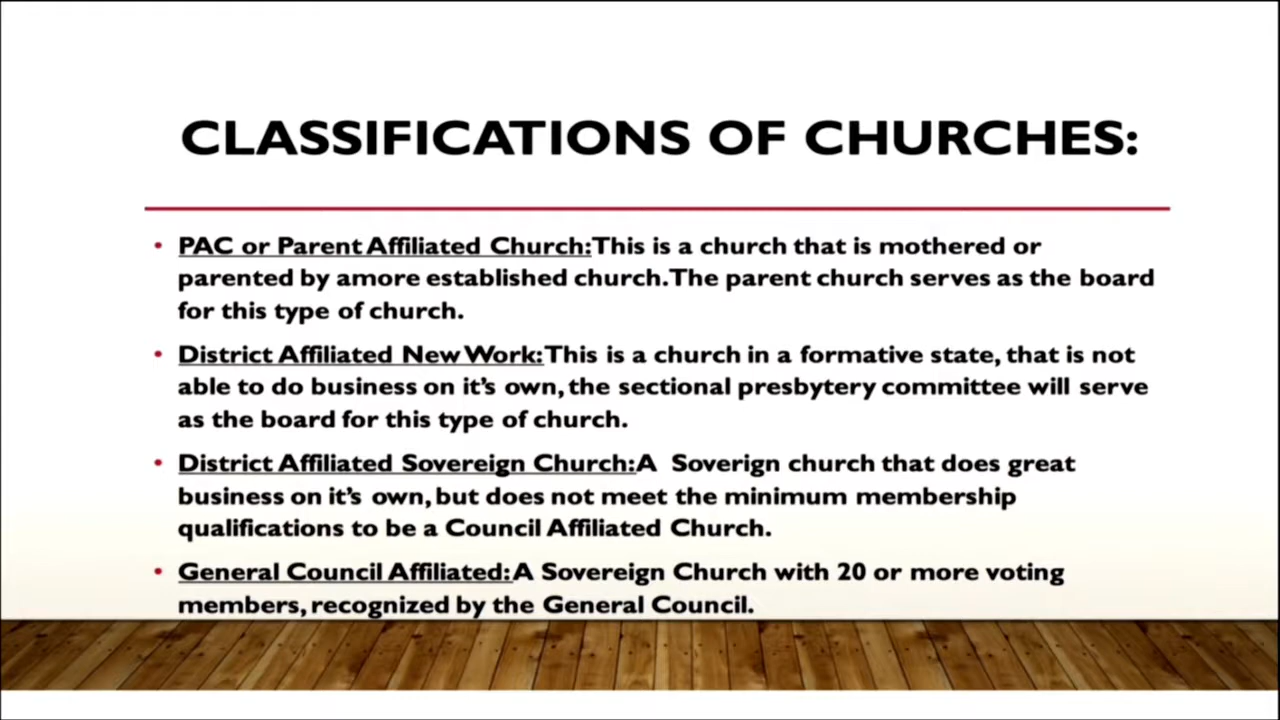 CLASSIFICATIONS OF CHURCHES:
• PAC or Parent Affiliated Church:This is a church that is mothered or
parented by amore established church.The parent church serves as the board
for this type of church.
• District Affiliated New Work:This is a church in a formative state, that is not
able to do business on it's own, the sectional presbytery committee will serve
as the board for this type of church.
• District Affiliated Sovereign Church:A Soverign church that does great
business on it's own, but does not meet the minimum membership
qualifications to be a Council Affiliated Church.
• General Council Affiliated:A Sovereign Church with 20 or more voting
members, recognized by the General Council.